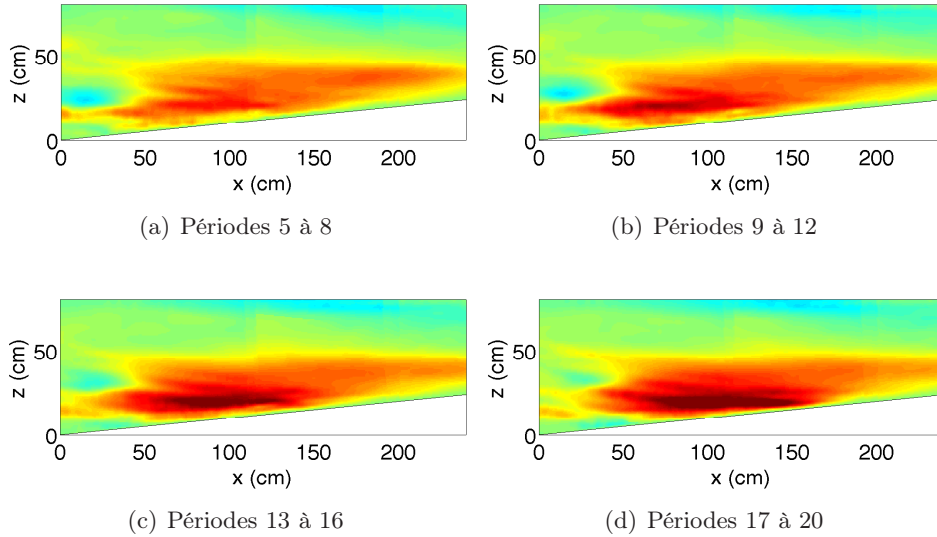 z (cm)
50
0
0 50 100 150 200
x (cm)
(a) Périodes 5 à 8
z (cm)
50
0
0 50 100 150 200
x (cm)
(b) Périodes 9 à 12
z (cm)
50
0
0 50 100 150 200
x (cm)
(c) Périodes 13 à 16
z (cm)
50
0
0 50 100 150 200
x (cm)
(d) Périodes 17 à 20